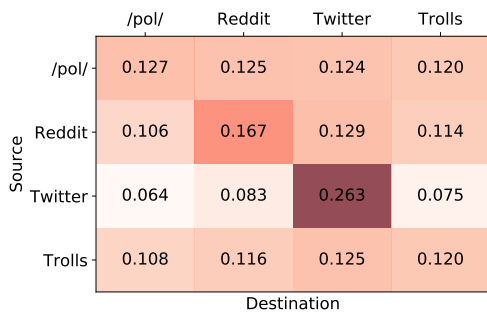 /pol/ Reddit Twitter Trolls
/pol/ 0.127 0.125 0.124 0.120
Reddit 0.106 0.167 0.129 0.114
Twitter 0.064 0.083 0.263 0.075
Trolls 0.108 0.116 0.125 0.120
Source
Destination